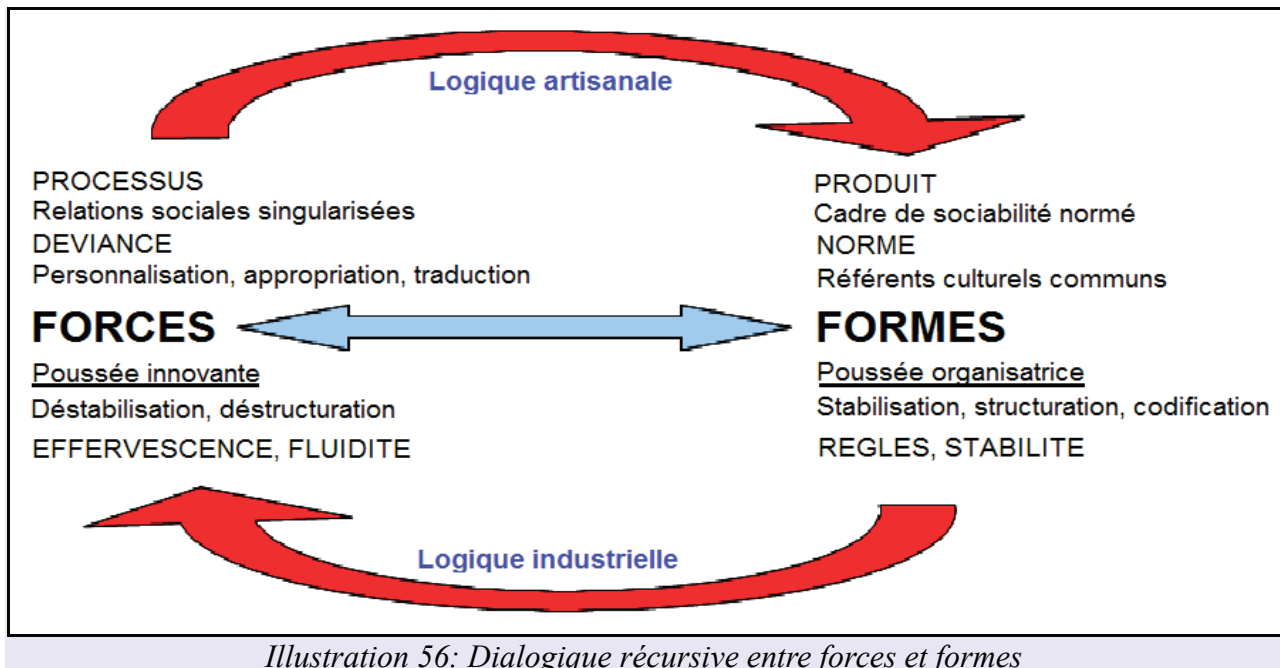 Logique artisanale
PROCESSUS
Relations sociales singularisées
DEVIANCE
Personnalisation, appropriation, traduction
FORCES
Poussée innovante
Déstabilisation, déstructuration
EFFERVESCENCE, FLUIDITE
PRODUIT
Cadre de sociabilité normé
NORME
Référents culturels communs
FORMES
Poussée organisatrice
Stabilisation, structuration, codification
REGLES, STABILITE
Logique industrielle
Illustration 56: Dialogique récursive entre forces et formes